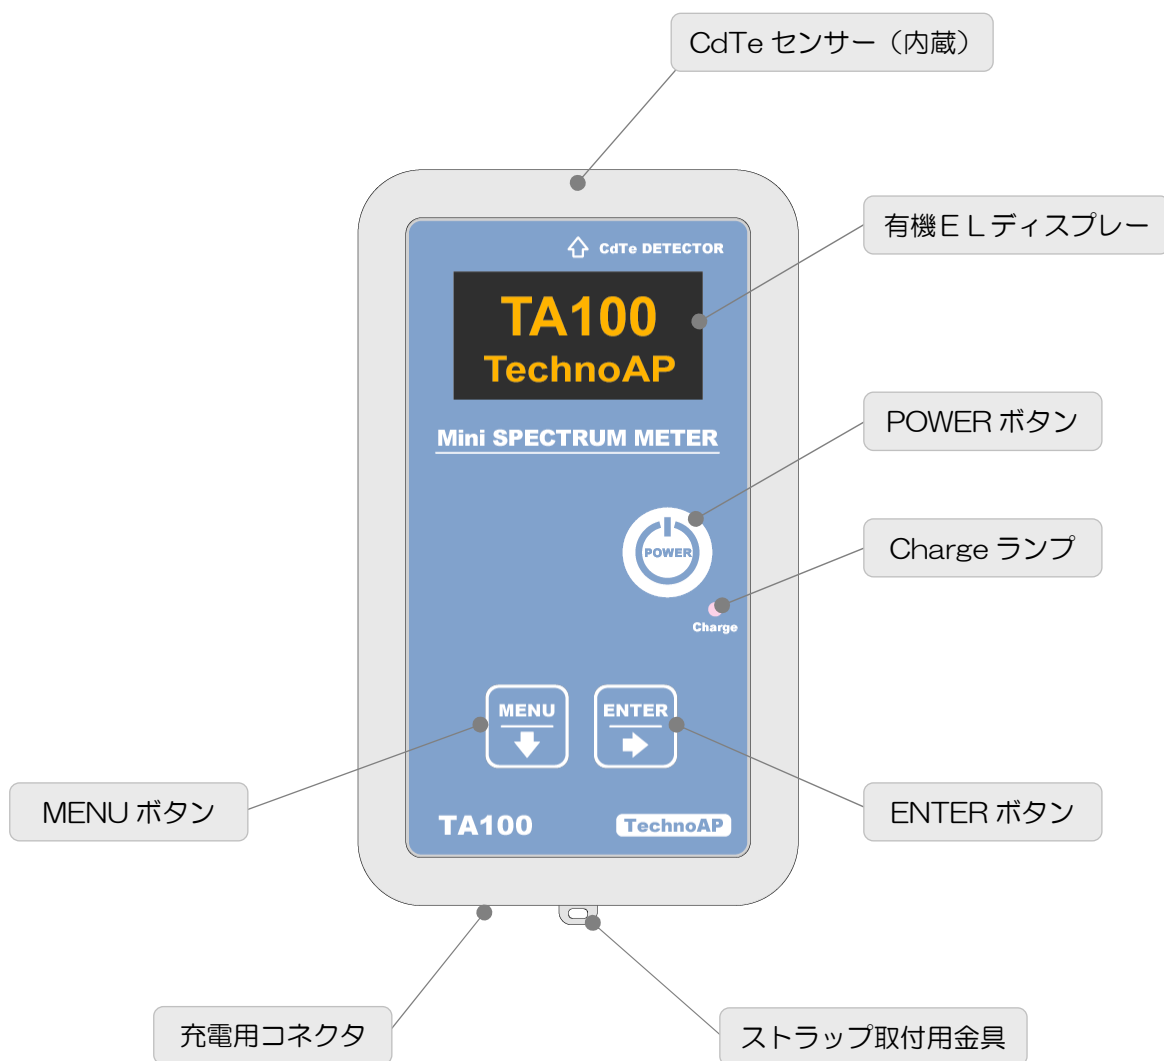 CdTe センサー（内蔵）
有機ＥＬディスプレー
CdTe DETECTOR
TA100
TechnoAP
POWER ボタン
Mini SPECTRUM METER
Charge ランプ
POWER
Charge
MENU
ENTER
MENU ボタン
ENTER ボタン
TA100
TechnoAP
充電用コネクタ
ストラップ取付用金具